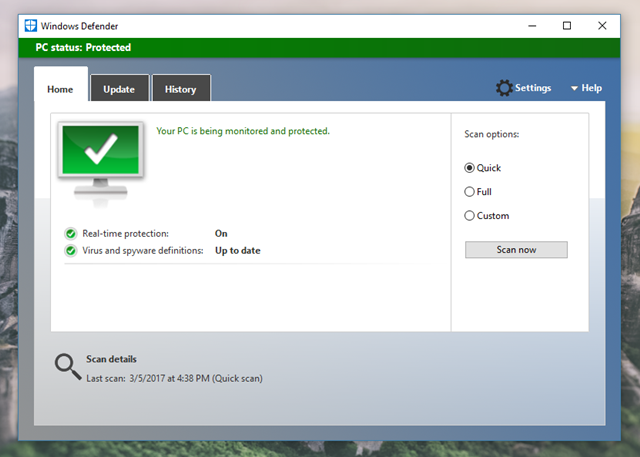 Windows Defender
PC status: Protected
Home
Update
History
Settings
Help
Your PC is being monitored and protected.
Real-time protection: On
Virus and spyware definitions: Up to date
Scan options:
Quick
Full
Custom
Scan now
Scan details
Last scan: 3/5/2017 at 4:38 PM (Quick scan)